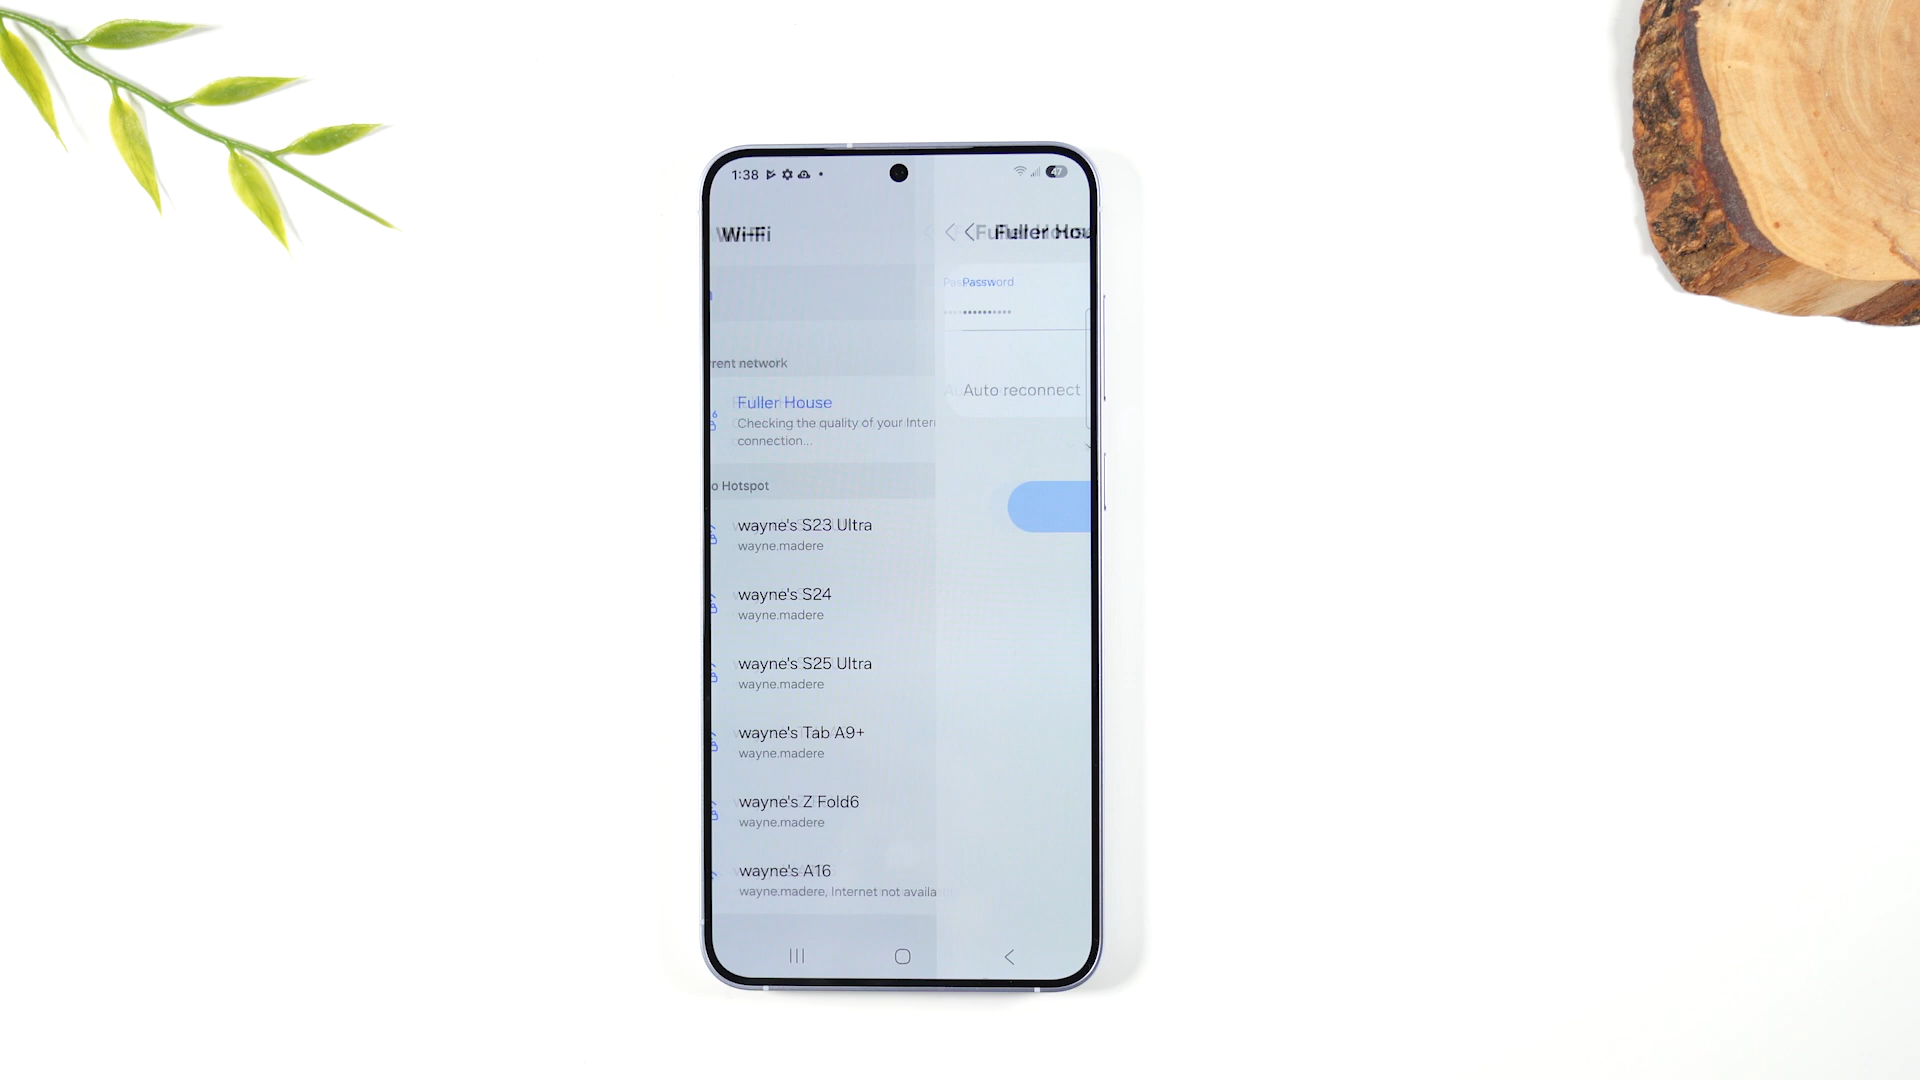 1:38
47
Wi-Fi
Fuller Hou
Password
rent network
Fuller House
Checking the quality of your Inter
connection...
Auto reconnect
o Hotspot
wayne's S23 Ultra
wayne.madere
wayne's S24
wayne.madere
wayne's S25 Ultra
wayne.madere
wayne's Tab A9+
wayne.madere
wayne's Z Fold6
wayne.madere
wayne's A16
wayne.madere, Internet not availa